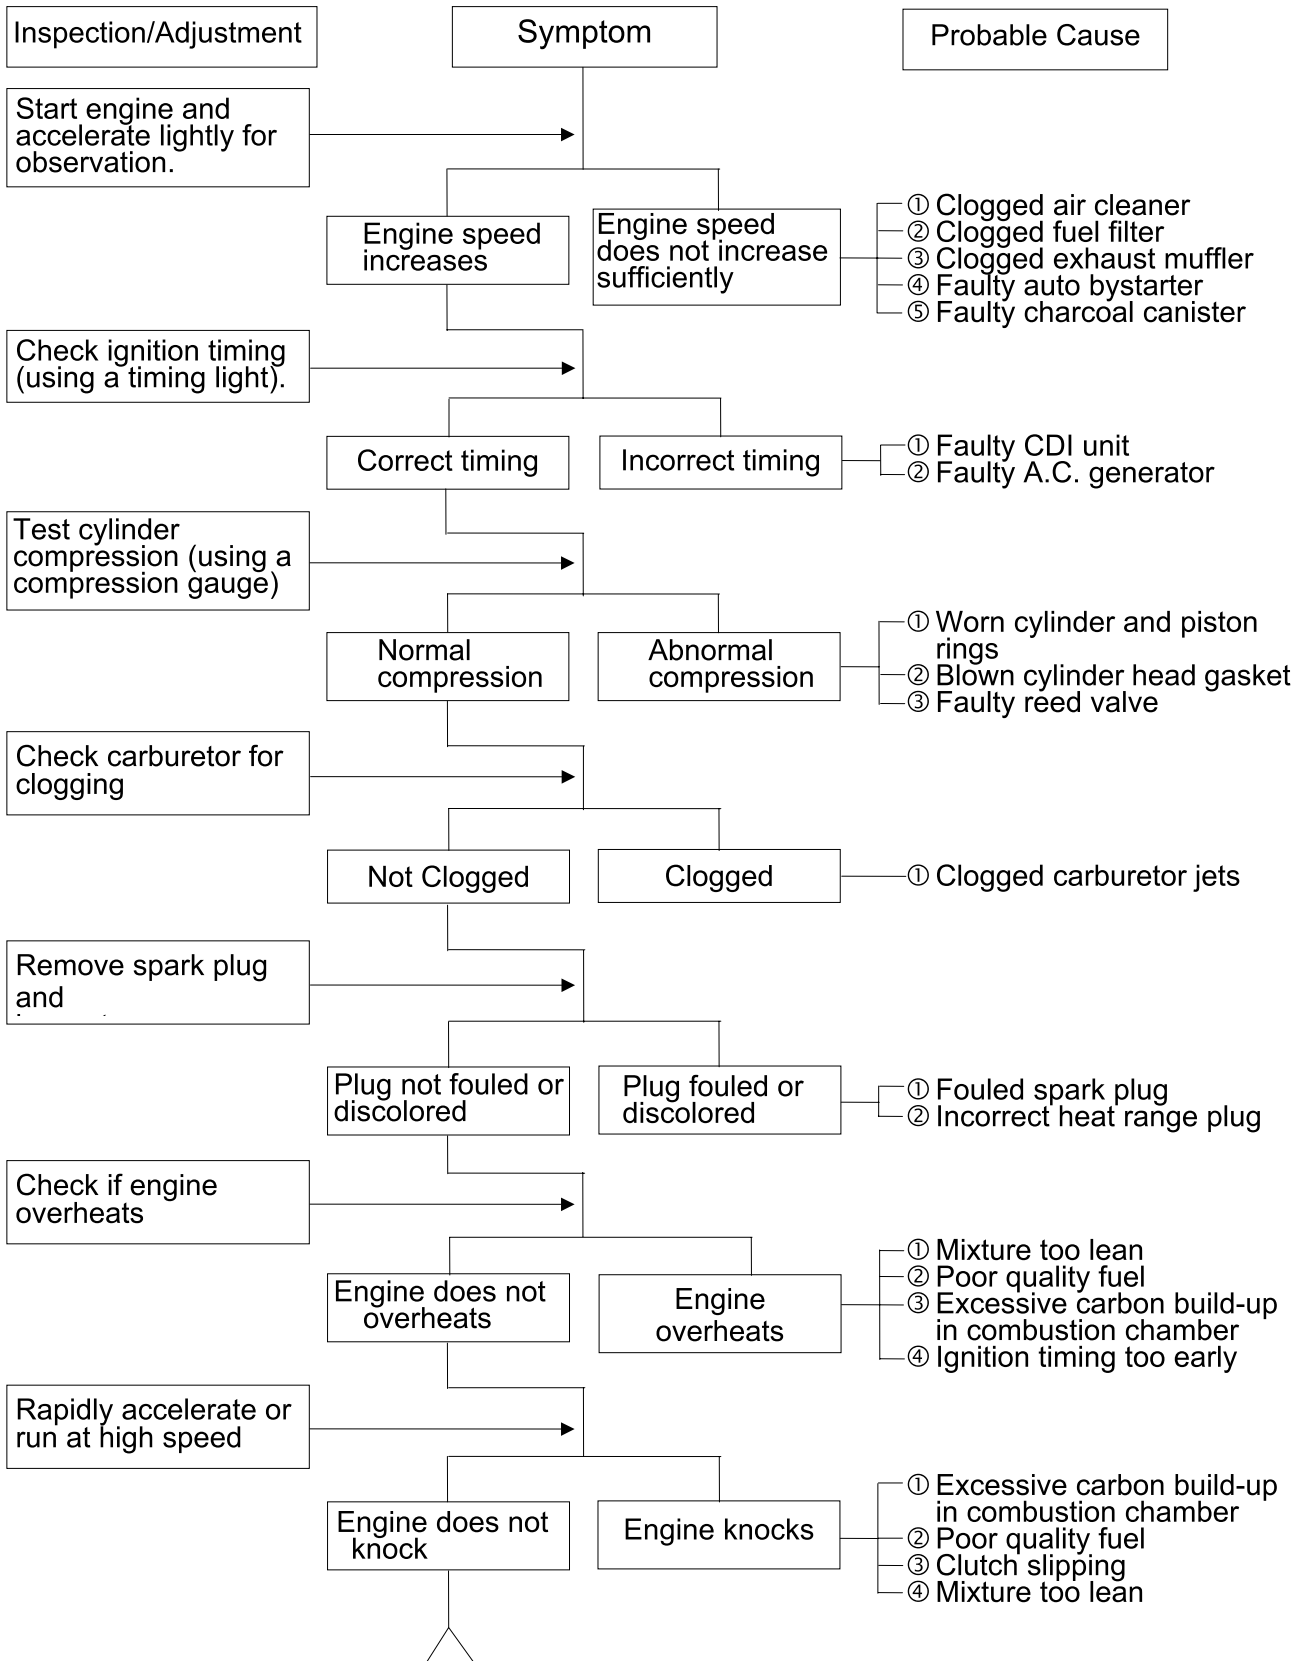 Inspection/Adjustment
Symptom
Probable Cause
Start engine and
accelerate lightly for
observation.
Engine speed
increases
Engine speed
does not increase
sufficiently
① Clogged air cleaner
② Clogged fuel filter
③ Clogged exhaust muffler
④ Faulty auto bystarter
⑤ Faulty charcoal canister
Check ignition timing
(using a timing light).
Correct timing
Incorrect timing
① Faulty CDI unit
② Faulty A.C. generator
Test cylinder
compression (using a
compression gauge)
Normal
compression
Abnormal
compression
① Worn cylinder and piston
rings
② Blown cylinder head gasket
③ Faulty reed valve
Check carburetor for
clogging
Not Clogged
Clogged
① Clogged carburetor jets
Remove spark plug
and
Plug not fouled or
discolored
Plug fouled or
discolored
① Fouled spark plug
② Incorrect heat range plug
Check if engine
overheats
Engine does not
overheats
Engine
overheats
① Mixture too lean
② Poor quality fuel
③ Excessive carbon build-up
in combustion chamber
④ Ignition timing too early
Rapidly accelerate or
run at high speed
Engine does not
knock
Engine knocks
① Excessive carbon build-up
in combustion chamber
② Poor quality fuel
③ Clutch slipping
④ Mixture too lean